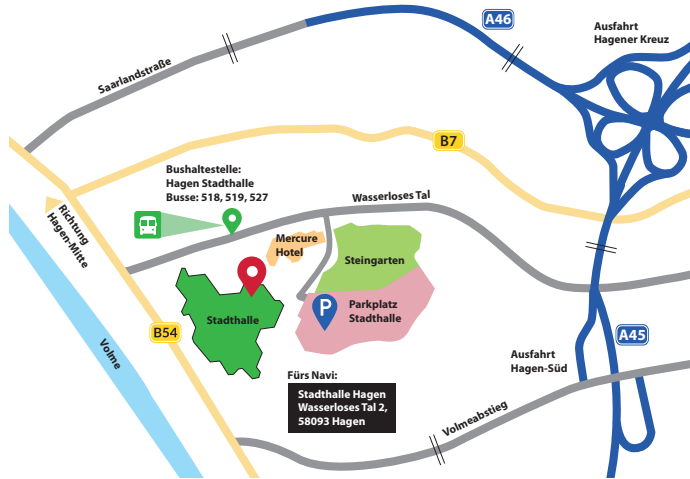 A46
Ausfahrt
Hagener Kreuz
Saarlandstraße
B7
Bushaltestelle:
Hagen Stadthalle
Busse: 518, 519, 527
Wasserloses Tal
Richtung
Hagen-Mitte
Mercure
Hotel
Steingarten
Parkplatz
Stadthalle
P
Stadthalle
B54
Volme
A45
Ausfahrt
Hagen-Süd
Fürs Navi:
Stadthalle Hagen
Wasserloses Tal 2,
58093 Hagen
Volmeabstieg